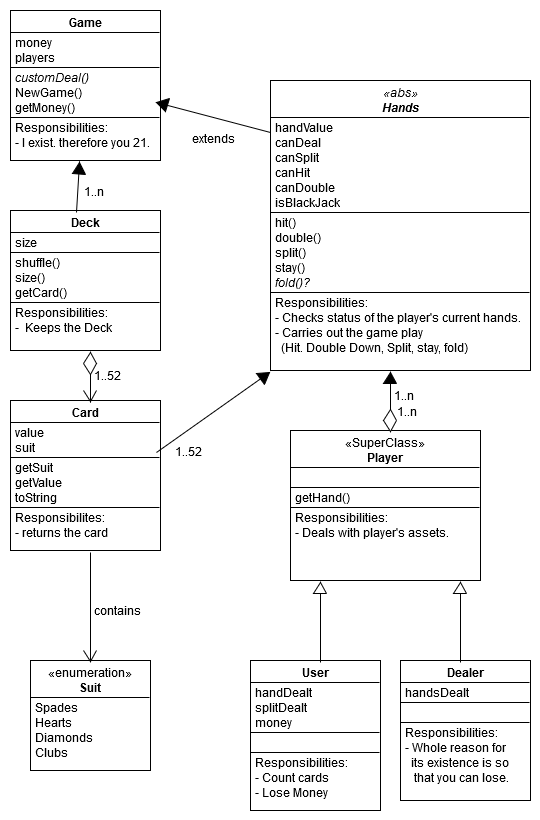 Game
money
players
customDeal()
NewGame()
getMoney()
Responsibilities:
- I exist. therefore you 21.
extends
«abs»
Hands
handValue
canDeal
canSplit
canHit
canDouble
isBlackJack
hit()
double()
split()
stay()
fold()?
Responsibilities:
- Checks status of the player's current hands.
- Carries out the game play
(Hit. Double Down, Split, stay, fold)
1..n
Deck
size
shuffle()
size()
getCard()
Responsibilities:
- Keeps the Deck
1..52
Card
value
suit
getSuit
getValue
toString
Responsibilites:
- returns the card
1..52
1..n
1..n
«SuperClass»
Player
getHand()
Responsibilities:
- Deals with player's assets.
contains
«enumeration»
Suit
Spades
Hearts
Diamonds
Clubs
User
handDealt
splitDealt
money
Responsibilities:
- Count cards
- Lose Money
Dealer
handsDealt
Responsibilities:
- Whole reason for
its existence is so
that you can lose.